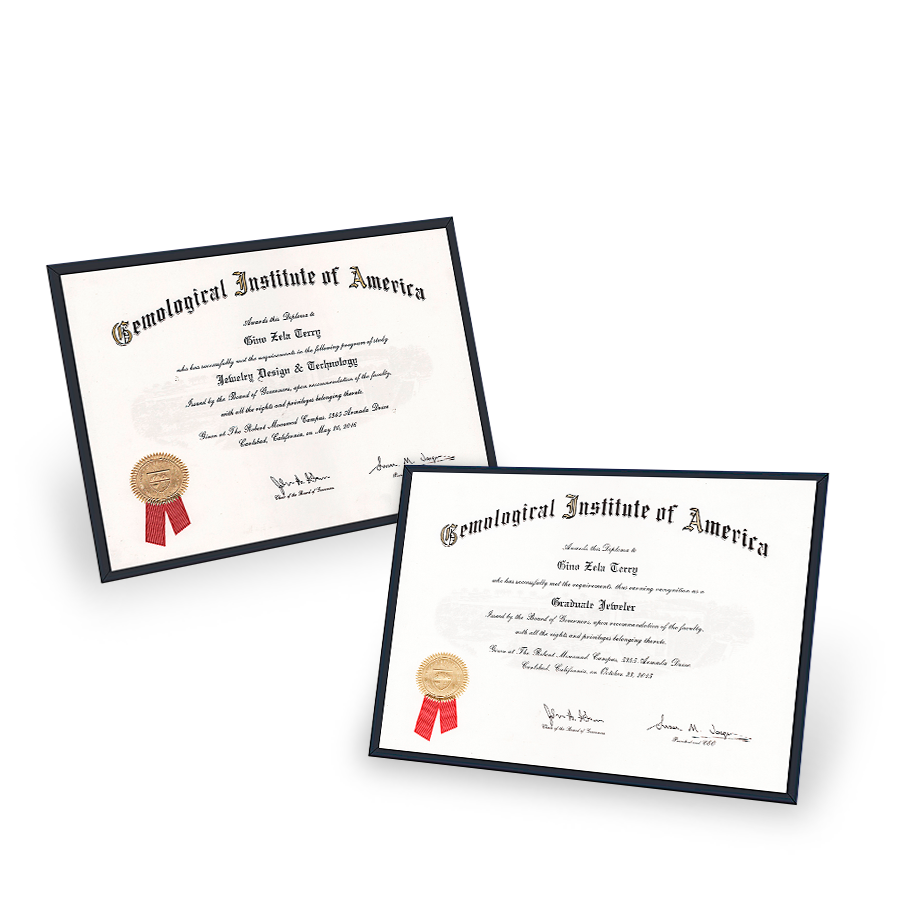 Gemological Institute of America
Awards this Diploma to
Gino Zela Terry
who has successfully met the requirements in the following program of study
Jewelry Design & Technology
Issued by the Board of Governors, upon recommendation of the faculty,
with all the rights and privileges belonging thereto.
Given at The Robert Mouawad Campus, 5345 Armada Drive
Carlsbad, California, on May 20, 2016
Chair of the Board of Governors
Susan M. Jacques
Gemological Institute of America
Awards this Diploma to
Gino Zela Terry
who has successfully met the requirements, thus earning recognition as a
Graduate Jeweler
Issued by the Board of Governors, upon recommendation of the faculty,
with all the rights and privileges belonging thereto.
Given at The Robert Mouawad Campus, 5345 Armada Drive
Carlsbad, California, on October 23, 2015
Susan M. Jacques
Chair of the Board of Governors
President and CEO